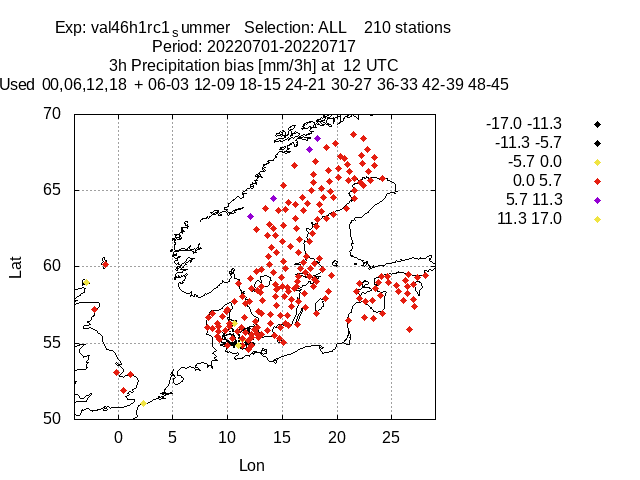 Exp: val46h1rc1summer   Selection: ALL    210 stations
Period: 20220701-20220717
3h Precipitation bias [mm/3h] at  12 UTC
Used  00,06,12,18  + 06-03  12-09  18-15  24-21  30-27  36-33  42-39  48-45
70
65
60
55
50
Lat
0 5 10 15 20 25
Lon
-17.0 -11.3
-11.3 -5.7
-5.7 0.0
0.0 5.7
5.7 11.3
11.3 17.0